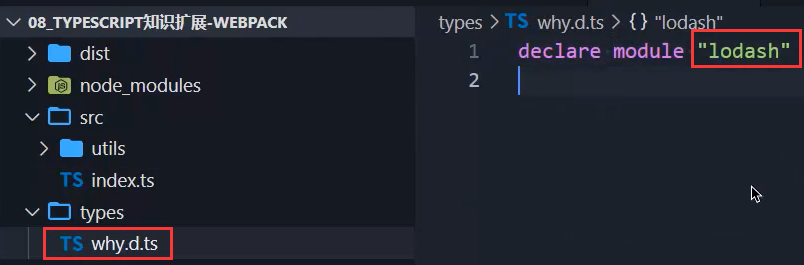 08_TYPESCRIPT知识扩展-WEBPACK
dist
node_modules
src
utils
TS index.ts
types
TS why.d.ts
types > TS why.d.ts > {} "lodash"
1 declare module "lodash"
2